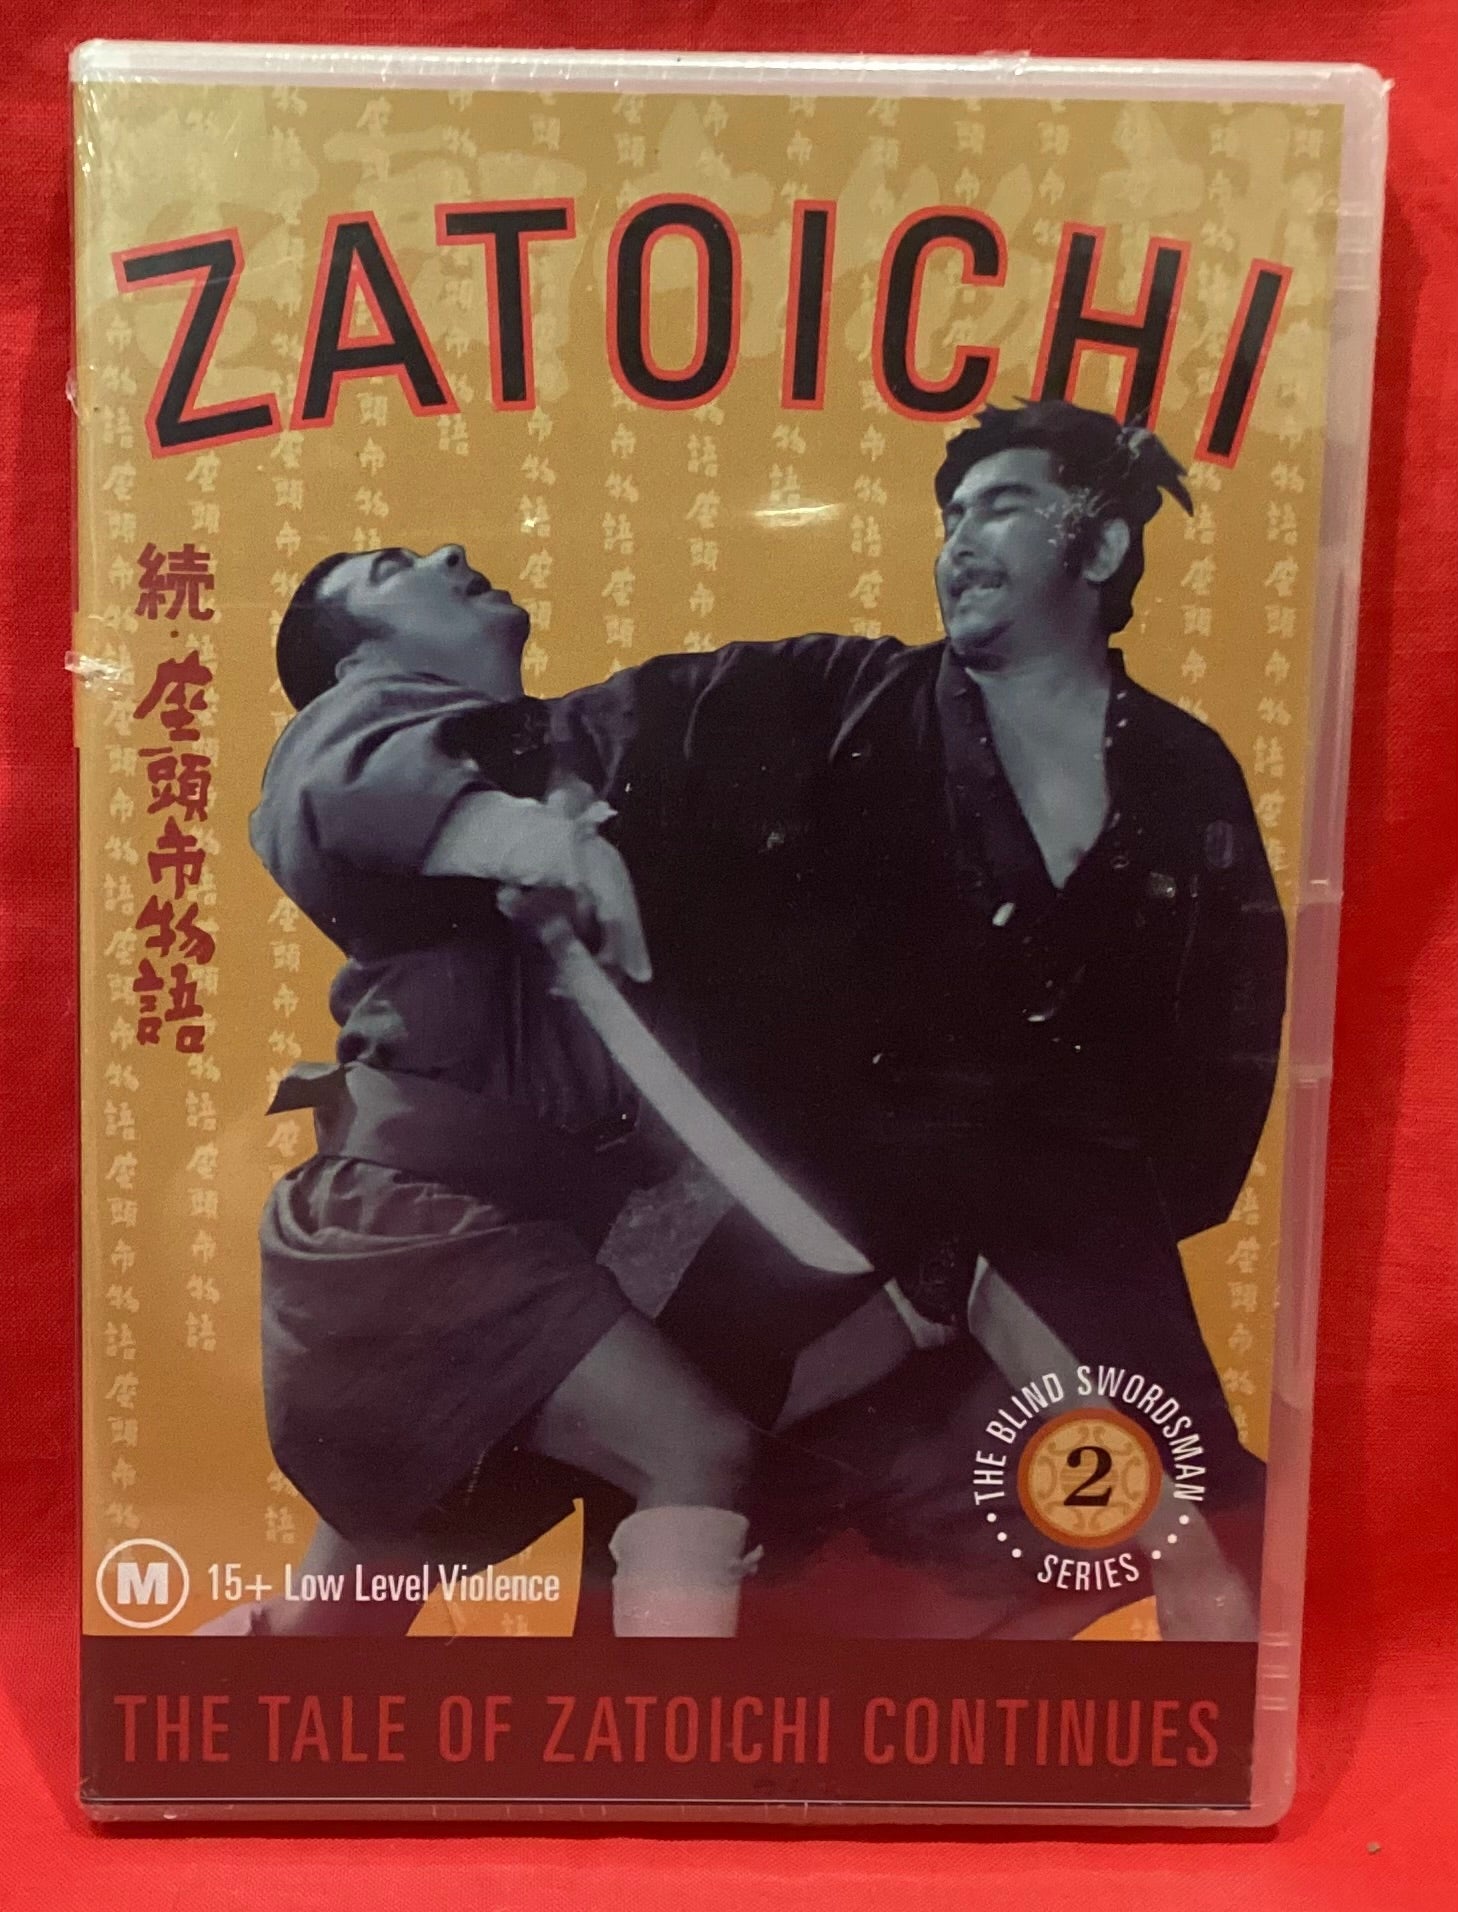 ZATOICHI
続・座頭市物語
THE BLIND SWORDSMAN
2
SERIES
M 15+ Low Level Violence
THE TALE OF ZATOICHI CONTINUES